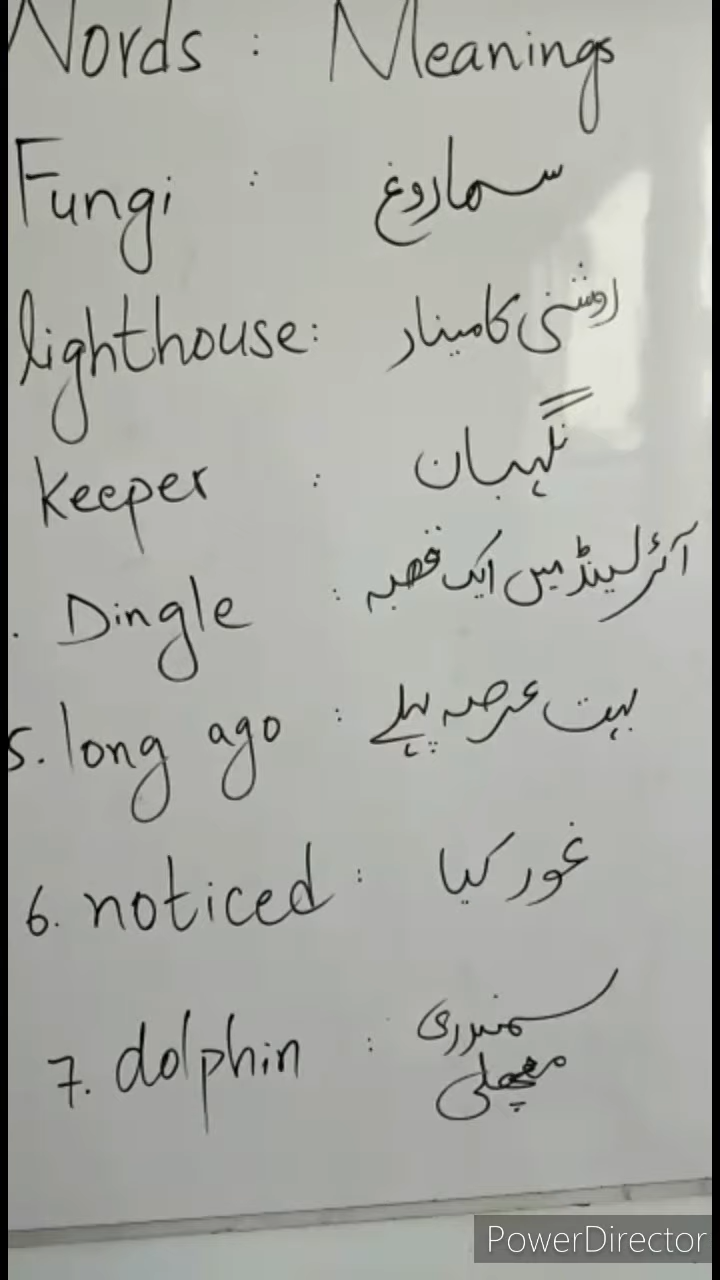 Words : Meanings
Fungi : سماروغ
lighthouse: روشنی کا مینار
Keeper : نگہبان
. Dingle : آئرلینڈ میں ایک قصبہ
5. long ago : بہت عرصہ پہلے
6. noticed : غور کیا
7. dolphin : سمندری
مچھلی
PowerDirector